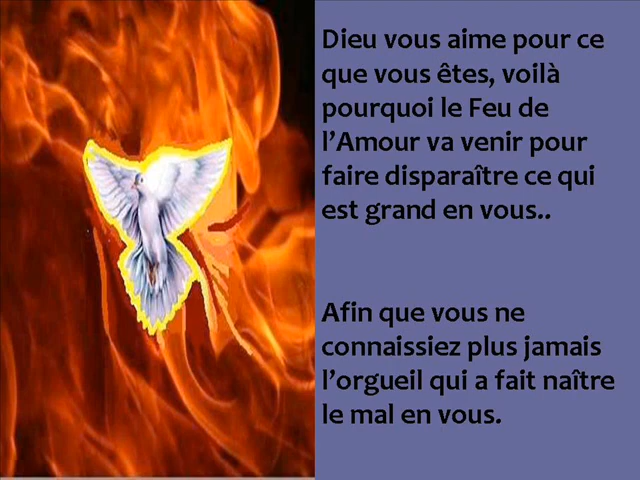 Dieu vous aime pour ce
que vous êtes, voilà
pourquoi le Feu de
l’Amour va venir pour
faire disparaître ce qui
est grand en vous..
Afin que vous ne
connaissiez plus jamais
l’orgueil qui a fait naître
le mal en vous.